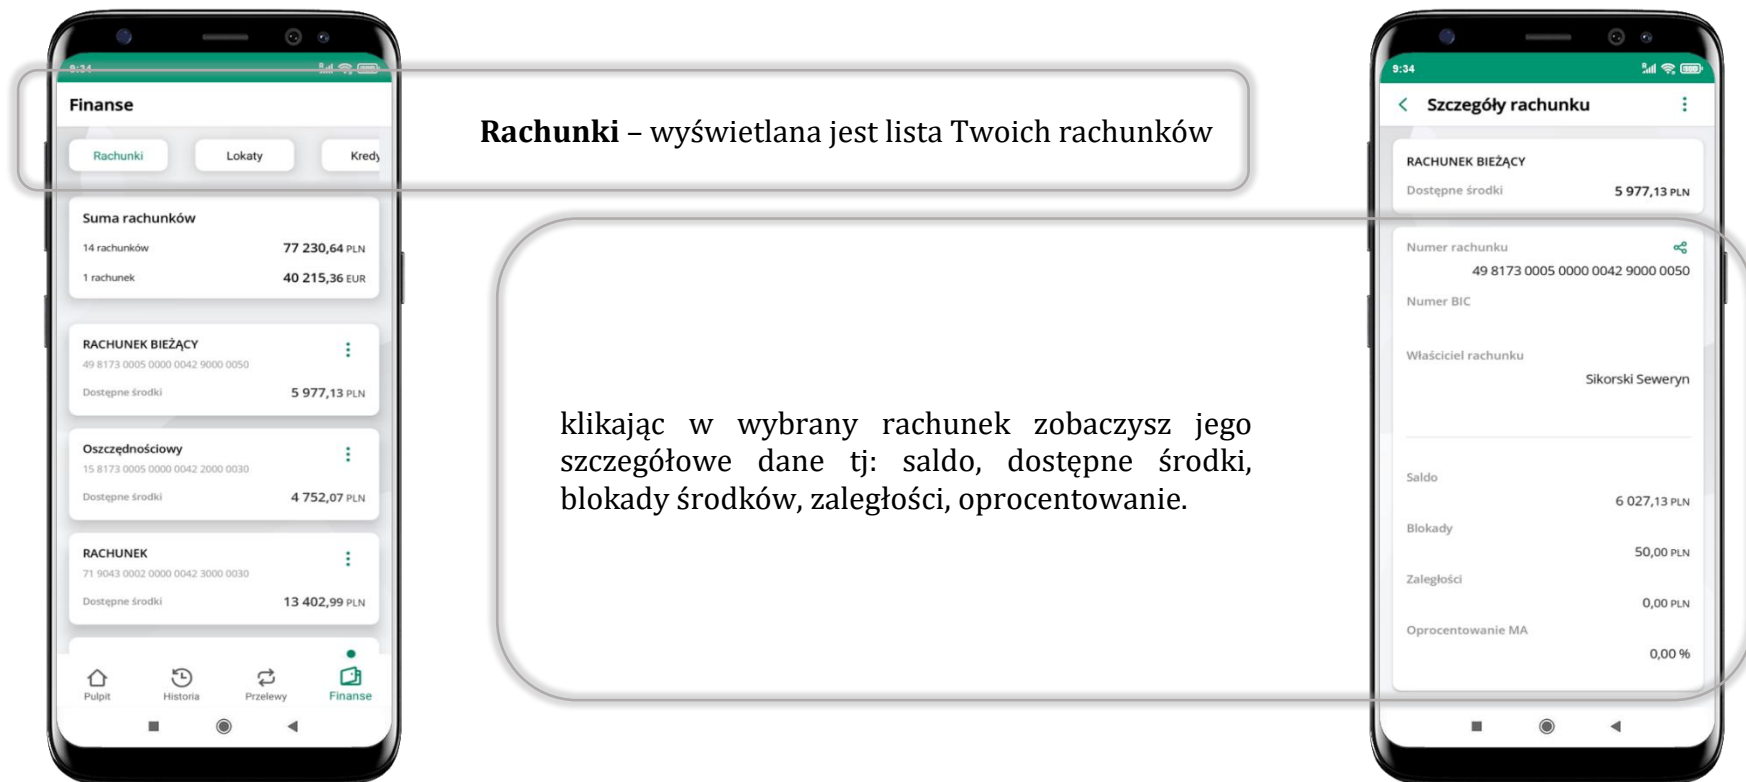 9:34
Finanse
Rachunki Lokaty Kredy
Suma rachunków
14 rachunków 77 230,64 PLN
1 rachunek 40 215,36 EUR
RACHUNEK BIEŻĄCY
49 8173 0005 0000 0042 9000 0050
Dostępne środki 5 977,13 PLN
Oszczędnościowy
15 8173 0005 0000 0042 2000 0030
Dostępne środki 4 752,07 PLN
RACHUNEK
71 9043 0002 0000 0042 3000 0030
Dostępne środki 13 402,99 PLN
Pulpit Historia Przelewy Finanse
Rachunki – wyświetlana jest lista Twoich rachunków
klikając w wybrany rachunek zobaczysz jego
szczegółowe dane tj: saldo, dostępne środki,
blokady środków, zaległości, oprocentowanie.
9:34
Szczegóły rachunku
RACHUNEK BIEŻĄCY
Dostępne środki 5 977,13 PLN
Numer rachunku
49 8173 0005 0000 0042 9000 0050
Numer BIC
Właściciel rachunku
Sikorski Seweryn
Saldo
6 027,13 PLN
Blokady
50,00 PLN
Zaległości
0,00 PLN
Oprocentowanie MA
0,00 %